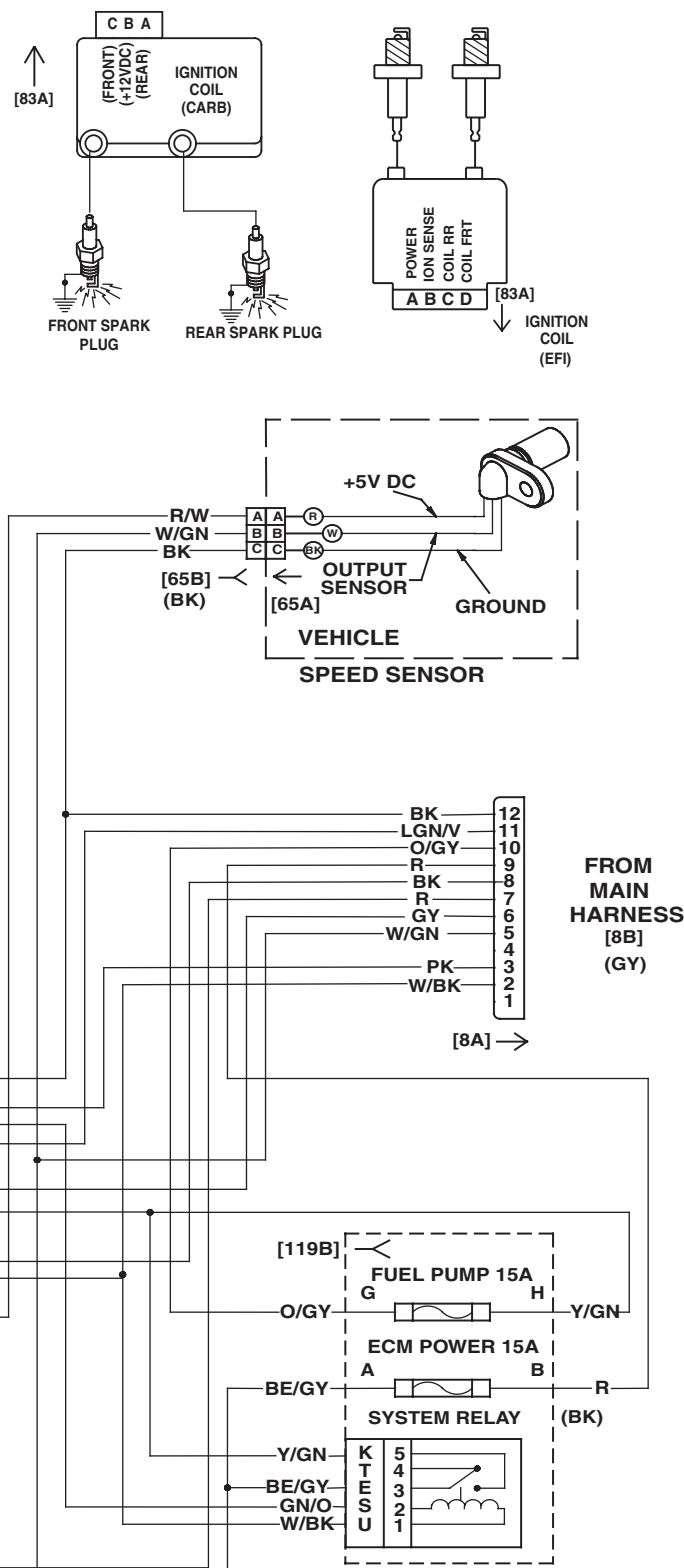 C B A
[83A]
(FRONT)
(+12VDC)
(REAR)
IGNITION
COIL
(CARB)
FRONT SPARK
PLUG
REAR SPARK PLUG
POWER
ION SENSE
COIL RR
COIL FRT
A B C D
[83A]
IGNITION
COIL
(EFI)
+5V DC
R/W A A R
W/GN B B W
BK C C BK
[65B]
(BK)
[65A]
OUTPUT
SENSOR
GROUND
VEHICLE
SPEED SENSOR
BK 12
LGN/V 11
O/GY 10
R 9
BK 8
R 7
GY 6
W/GN 5
4
PK 3
W/BK 2
1
FROM
MAIN
HARNESS
[8B]
(GY)
[8A]
[119B]
FUEL PUMP 15A
G H
O/GY Y/GN
ECM POWER 15A
A B
BE/GY R
SYSTEM RELAY (BK)
Y/GN K 5
T 4
BE/GY E 3
GN/O S 2
W/BK U 1